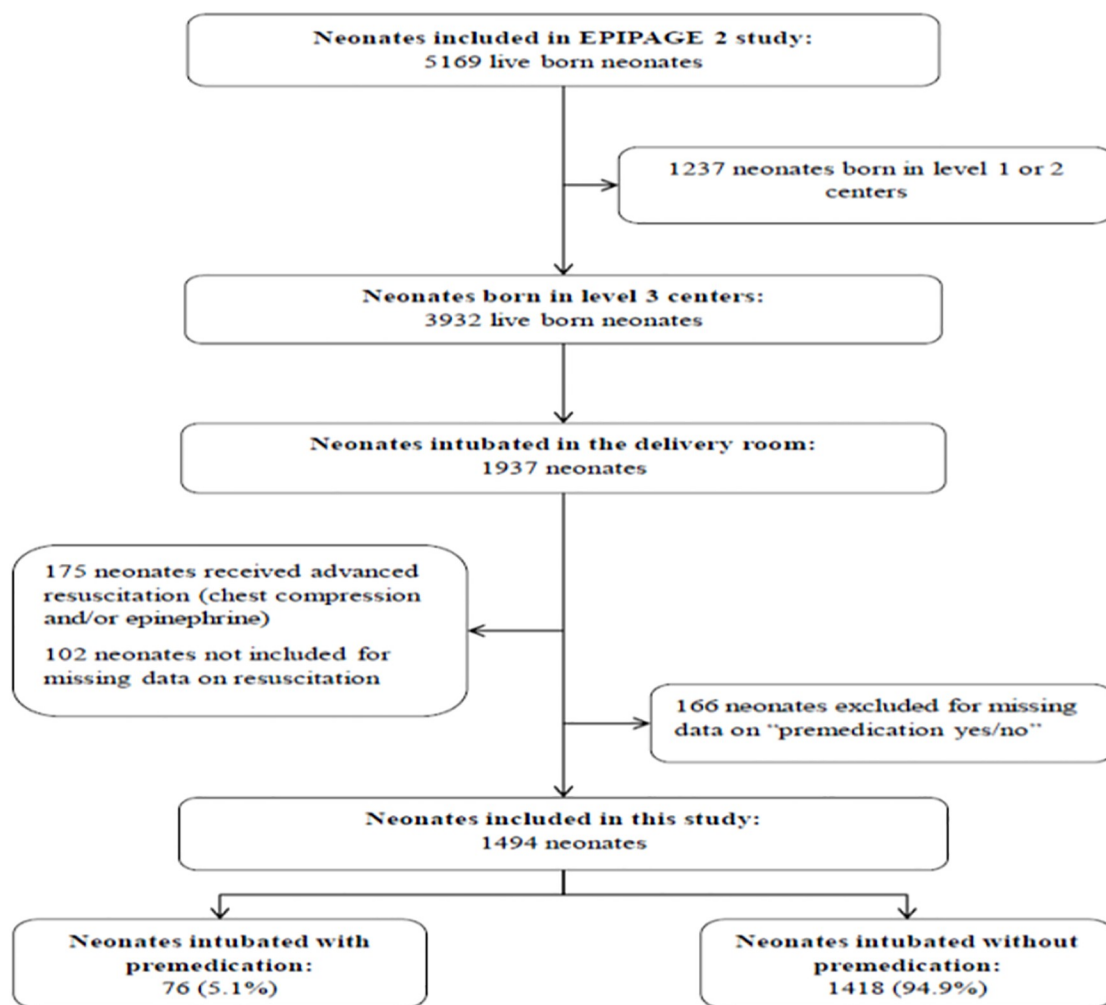 Neonates included in EPIPAGE 2 study:
5169 live born neonates
1237 neonates born in level 1 or 2
centers
Neonates born in level 3 centers:
3932 live born neonates
Neonates intubated in the delivery room:
1937 neonates
175 neonates received advanced
resuscitation (chest compression
and/or epinephrine)
102 neonates not included for
missing data on resuscitation
166 neonates excluded for missing
data on "premedication yes/no"
Neonates included in this study:
1494 neonates
Neonates intubated with
premedication:
76 (5.1%)
Neonates intubated without
premedication:
1418 (94.9%)